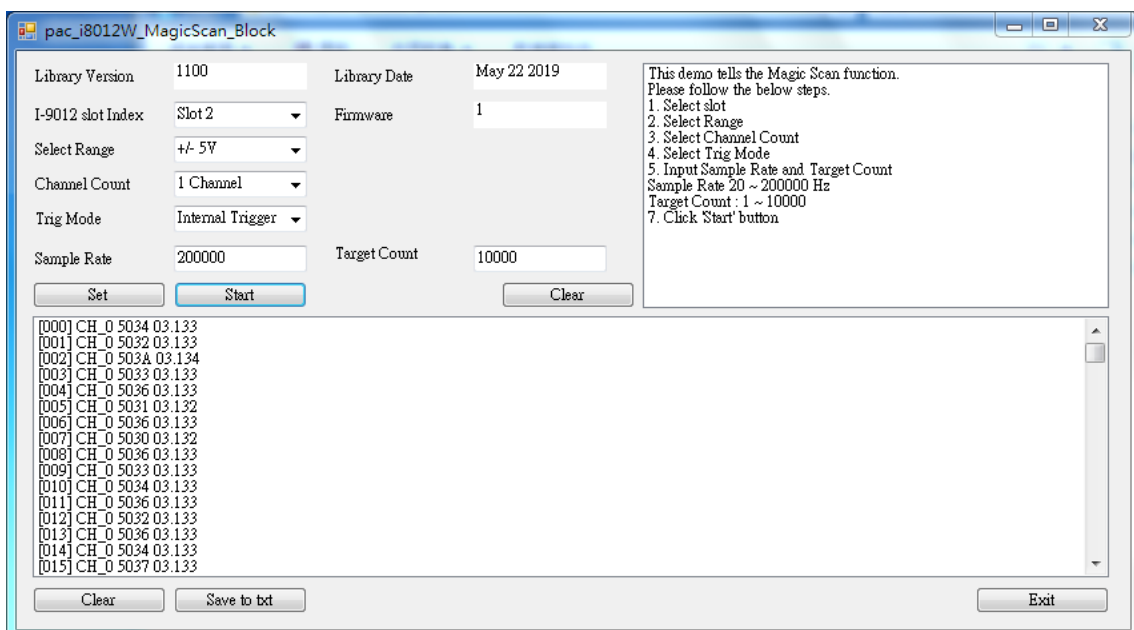 pac_i8012W_MagicScan_Block
Library Version 1100 Library Date May 22 2019
I-9012 slot Index Slot 2 Firmware 1
Select Range +/- 5V
Channel Count 1 Channel
Trig Mode Internal Trigger
Sample Rate 200000 Target Count 10000
Set Start Clear
This demo tells the Magic Scan function.
Please follow the below steps.
1. Select slot
2. Select Range
3. Select Channel Count
4. Select Trig Mode
5. Input Sample Rate and Target Count
Sample Rate 20 ~ 200000 Hz
Target Count : 1 ~ 10000
7. Click 'Start' button
[000] CH_0 5034 03.133
[001] CH_0 5032 03.133
[002] CH_0 503A 03.134
[003] CH_0 5033 03.133
[004] CH_0 5036 03.133
[005] CH_0 5031 03.132
[006] CH_0 5036 03.133
[007] CH_0 5030 03.132
[008] CH_0 5036 03.133
[009] CH_0 5033 03.133
[010] CH_0 5034 03.133
[011] CH_0 5036 03.133
[012] CH_0 5032 03.133
[013] CH_0 5036 03.133
[014] CH_0 5034 03.133
[015] CH_0 5037 03.133
Clear Save to txt Exit